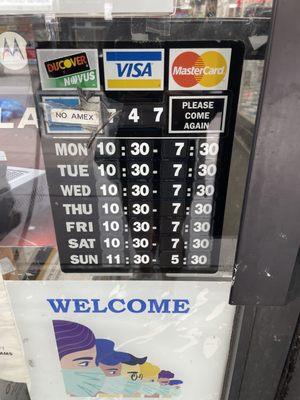 MOTOROLA
DISCOVER VISA MasterCard
NOVUS
NO AMEX 7 4 7 PLEASE COME AGAIN
MON 10:30- 7:30
TUE 10:30- 7:30
WED 10:30- 7:30
THU 10:30- 7:30
FRI 10:30- 7:30
SAT 10:30- 7:30
SUN 11:30- 5:30
WELCOME